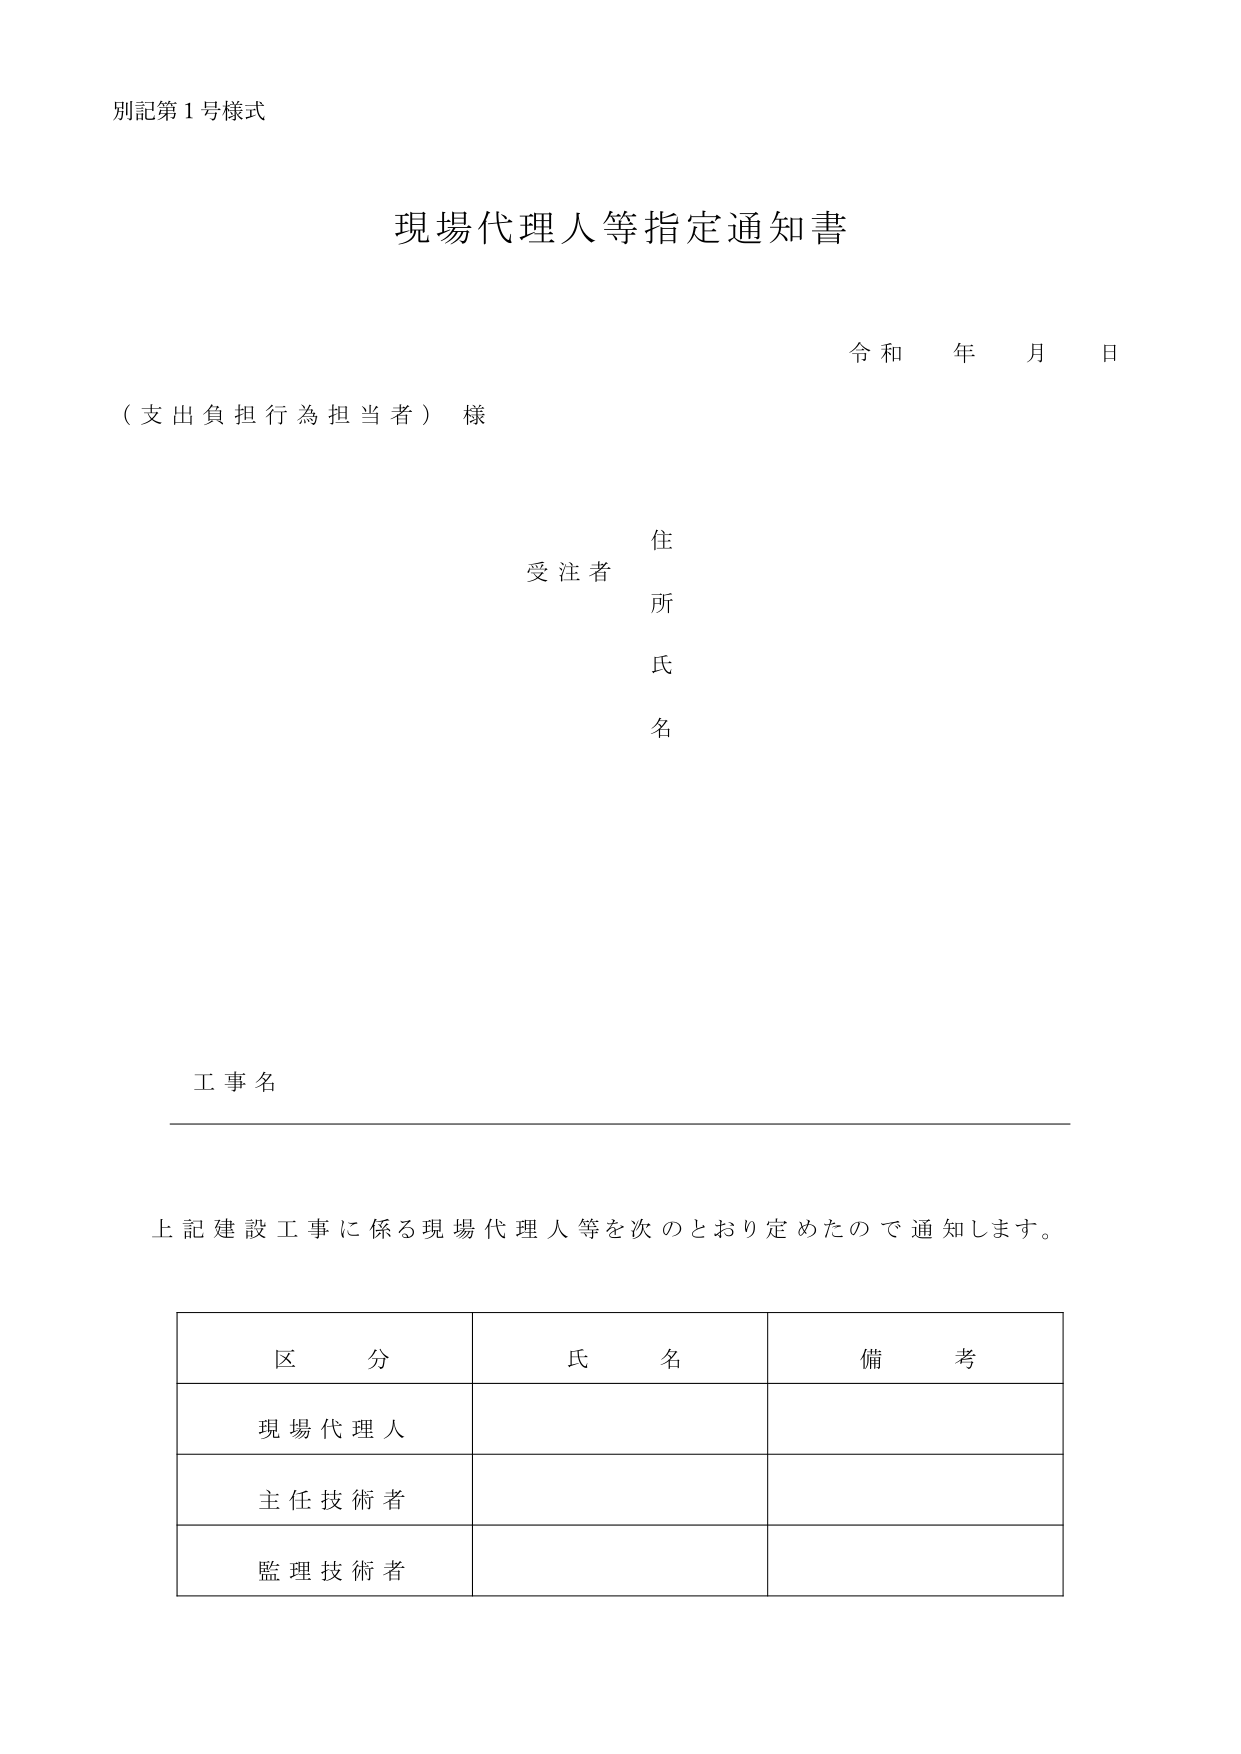 別記第１号様式
現場代理人等指定通知書
令和　年　月　日
（支出負担行為担当者）　様
受注者
住
所
氏
名
工事名
上記建設工事に係る現場代理人等を次のとおり定めたので通知します。
区　分　氏　名　備　考
現場代理人
主任技術者
監理技術者